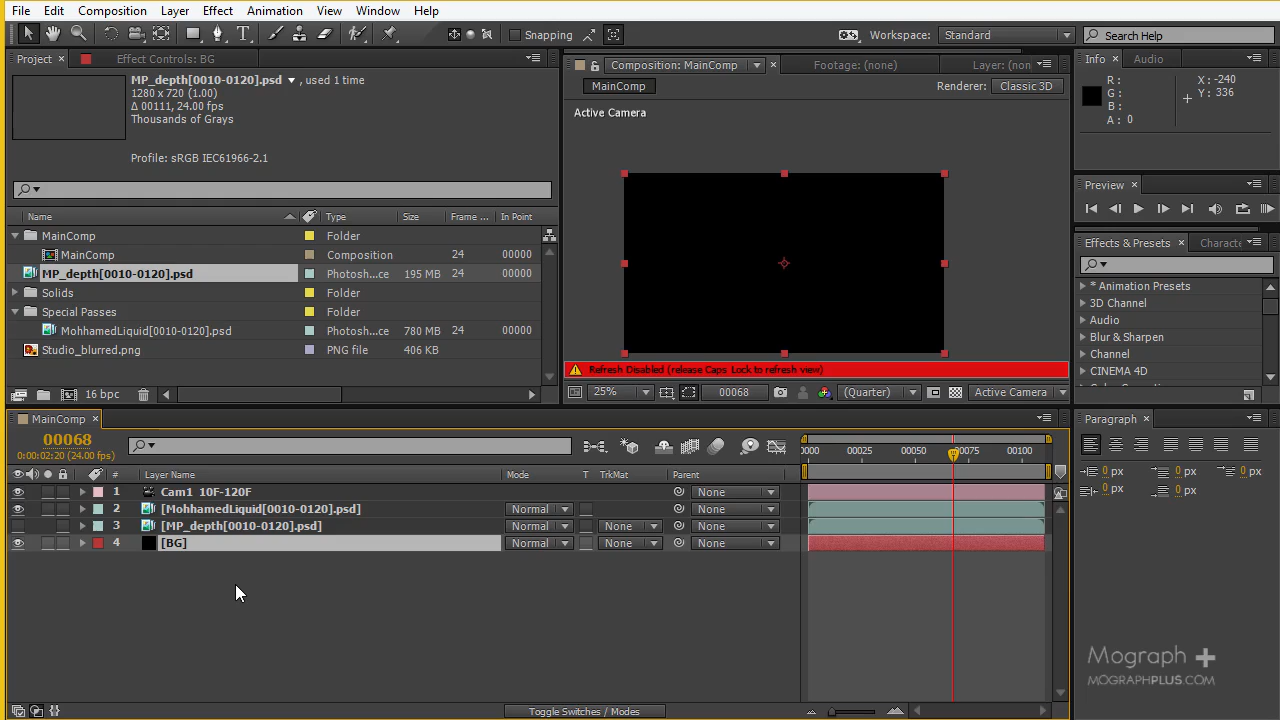 File Edit Composition Layer Effect Animation View Window Help
Snapping Workspace: Standard Search Help
Project × Effect Controls: BG Composition: MainComp × Footage: (none) Layer: (non Info × Audio
MP_depth[0010-0120].psd ▼ , used 1 time
1280 x 720 (1.00)
Δ 00111, 24.00 fps
Thousands of Grays
Profile: sRGB IEC61966-2.1
MainComp Renderer: Classic 3D
Active Camera
R : X : -240
G : Y : 336
B :
A : 0
Preview ×
Name Type Size Frame ... In Point
MainComp Folder
MainComp Composition 24 00000
MP_depth[0010-0120].psd Photosh...ce 195 MB 24 00000
Solids Folder
Special Passes Folder
MohhamedLiquid[0010-0120].psd Photosh...ce 780 MB 24 00000
Studio_blurred.png PNG file 406 KB
16 bpc
Refresh Disabled (release Caps Lock to refresh view)
25% 00068 (Quarter) Active Camera
Effects & Presets × Characte
* Animation Presets
3D Channel
Audio
Blur & Sharpen
Channel
CINEMA 4D
MainComp ×
00068
0:00:02:20 (24.00 fps)
0000 00025 00050 00075 00100
# Layer Name Mode T TrkMat Parent
1 Cam1 10F-120F None
2 [MohhamedLiquid[0010-0120].psd] Normal None
3 [MP_depth[0010-0120].psd] Normal None None
4 [BG] Normal None None
Toggle Switches / Modes
Paragraph ×
0 px 0 px 0 px
0 px 0 px
Mograph +
MOGRAPHPLUS.COM